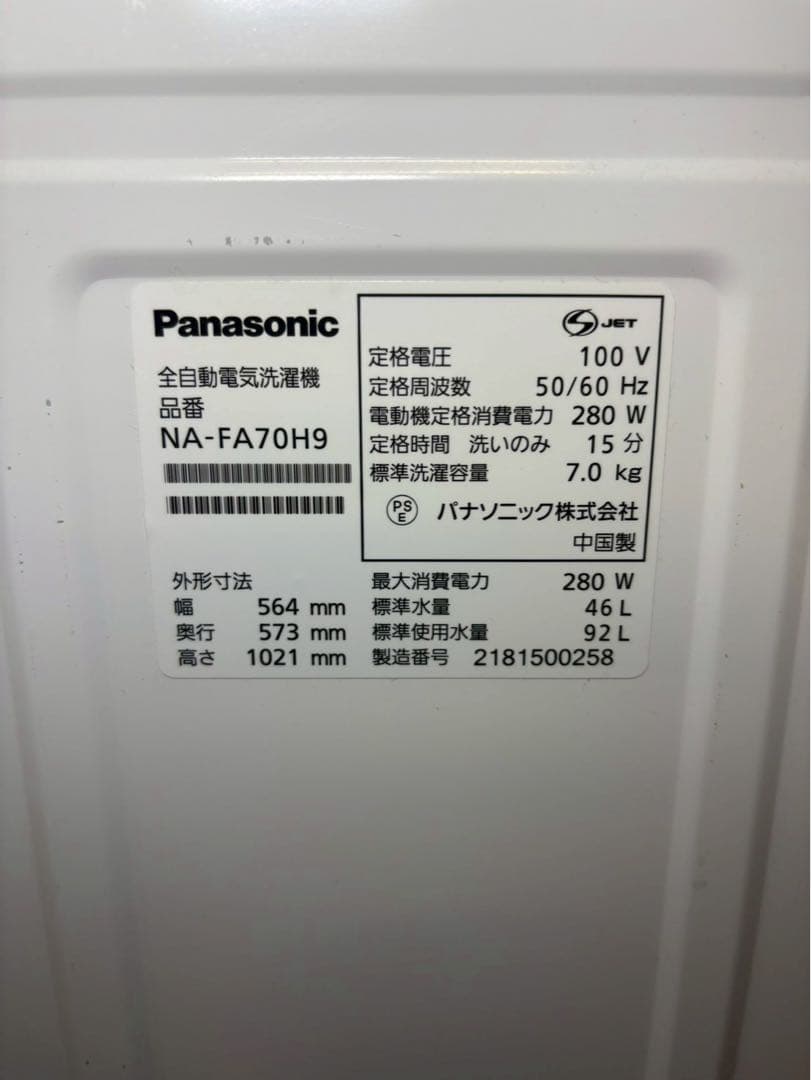 Panasonic
全自動電気洗濯機
品番
NA-FA70H9
S JET
定格電圧 100 V
定格周波数 50/60 Hz
電動機定格消費電力 280 W
定格時間 洗いのみ 15 分
標準洗濯容量 7.0 kg
PS E パナソニック株式会社
中国製
外形寸法
幅 564 mm
奥行 573 mm
高さ 1021 mm
最大消費電力 280 W
標準水量 46 L
標準使用水量 92 L
製造番号 2181500258